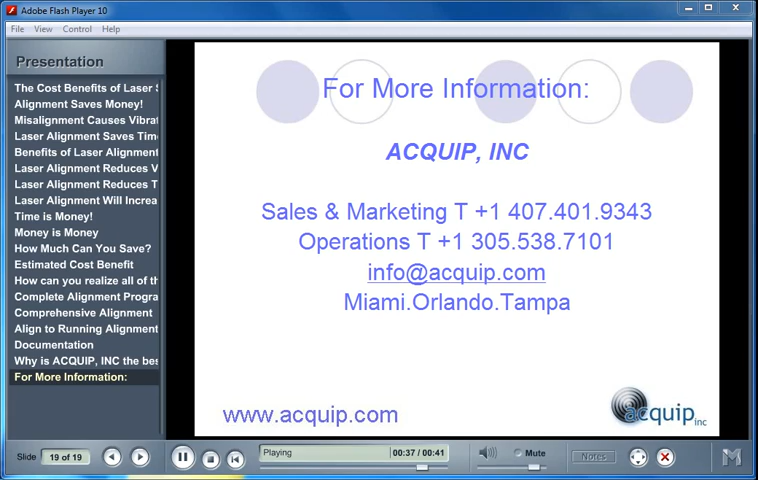 Adobe Flash Player 10
File View Control Help
Presentation
The Cost Benefits of Laser
Alignment Saves Money!
Misalignment Causes Vibrat
Laser Alignment Saves Time
Benefits of Laser Alignment
Laser Alignment Reduces V
Laser Alignment Reduces T
Laser Alignment Will Increa
Time is Money!
Money is Money
How Much Can You Save?
Estimated Cost Benefit
How can you realize all of th
Complete Alignment Progra
Comprehensive Alignment
Align to Running Alignment
Documentation
Why is ACQUIP, INC the bes
For More Information:
For More Information:
ACQUIP, INC
Sales & Marketing T +1 407.401.9343
Operations T +1 305.538.7101
info@acquip.com
Miami.Orlando.Tampa
www.acquip.com
acquip inc
Slide 19 of 19
Playing 00:37 / 00:41
Mute
Notes